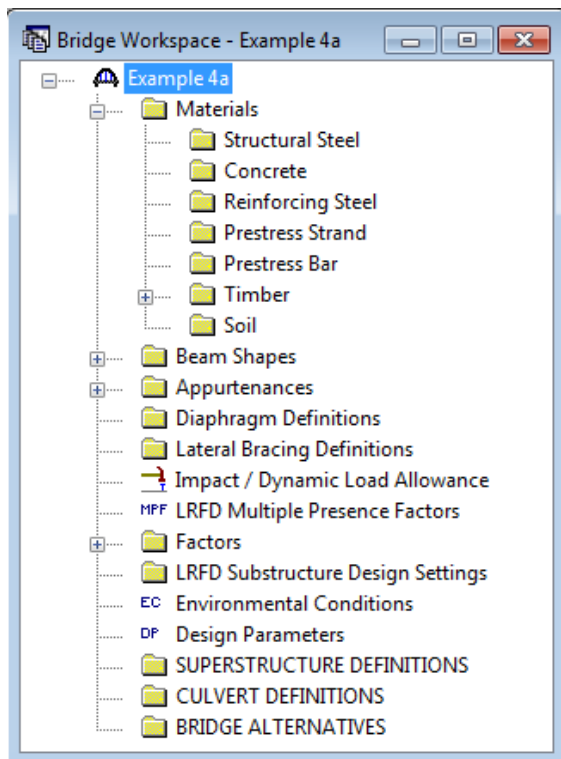 Bridge Workspace - Example 4a
Example 4a
Materials
Structural Steel
Concrete
Reinforcing Steel
Prestress Strand
Prestress Bar
Timber
Soil
Beam Shapes
Appurtenances
Diaphragm Definitions
Lateral Bracing Definitions
Impact / Dynamic Load Allowance
MPF LRFD Multiple Presence Factors
Factors
LRFD Substructure Design Settings
EC Environmental Conditions
DP Design Parameters
SUPERSTRUCTURE DEFINITIONS
CULVERT DEFINITIONS
BRIDGE ALTERNATIVES